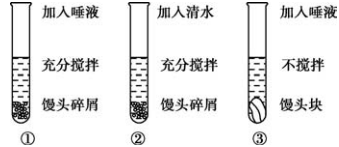 加入唾液 加入清水 加入唾液
充分搅拌 充分搅拌 不搅拌
馒头碎屑 馒头碎屑 馒头块
① ② ③